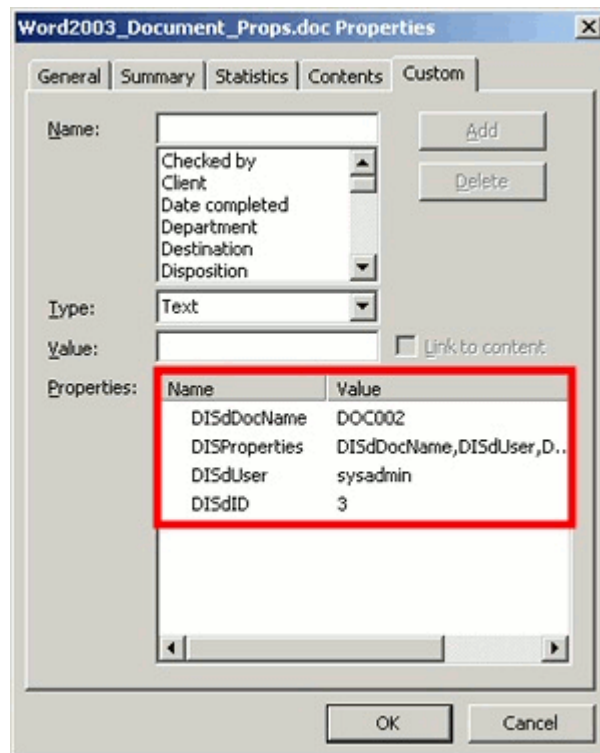 Word2003_Document_Props.doc Properties
General Summary Statistics Contents Custom
Name:
Add
Checked by
Client
Date completed
Department
Destination
Disposition
Delete
Type:
Text
Value:
Link to content
Properties:
Name Value
DISdDocName DOC002
DISProperties DISdDocName,DISdUser,D..
DISdUser sysadmin
DISdID 3
OK Cancel